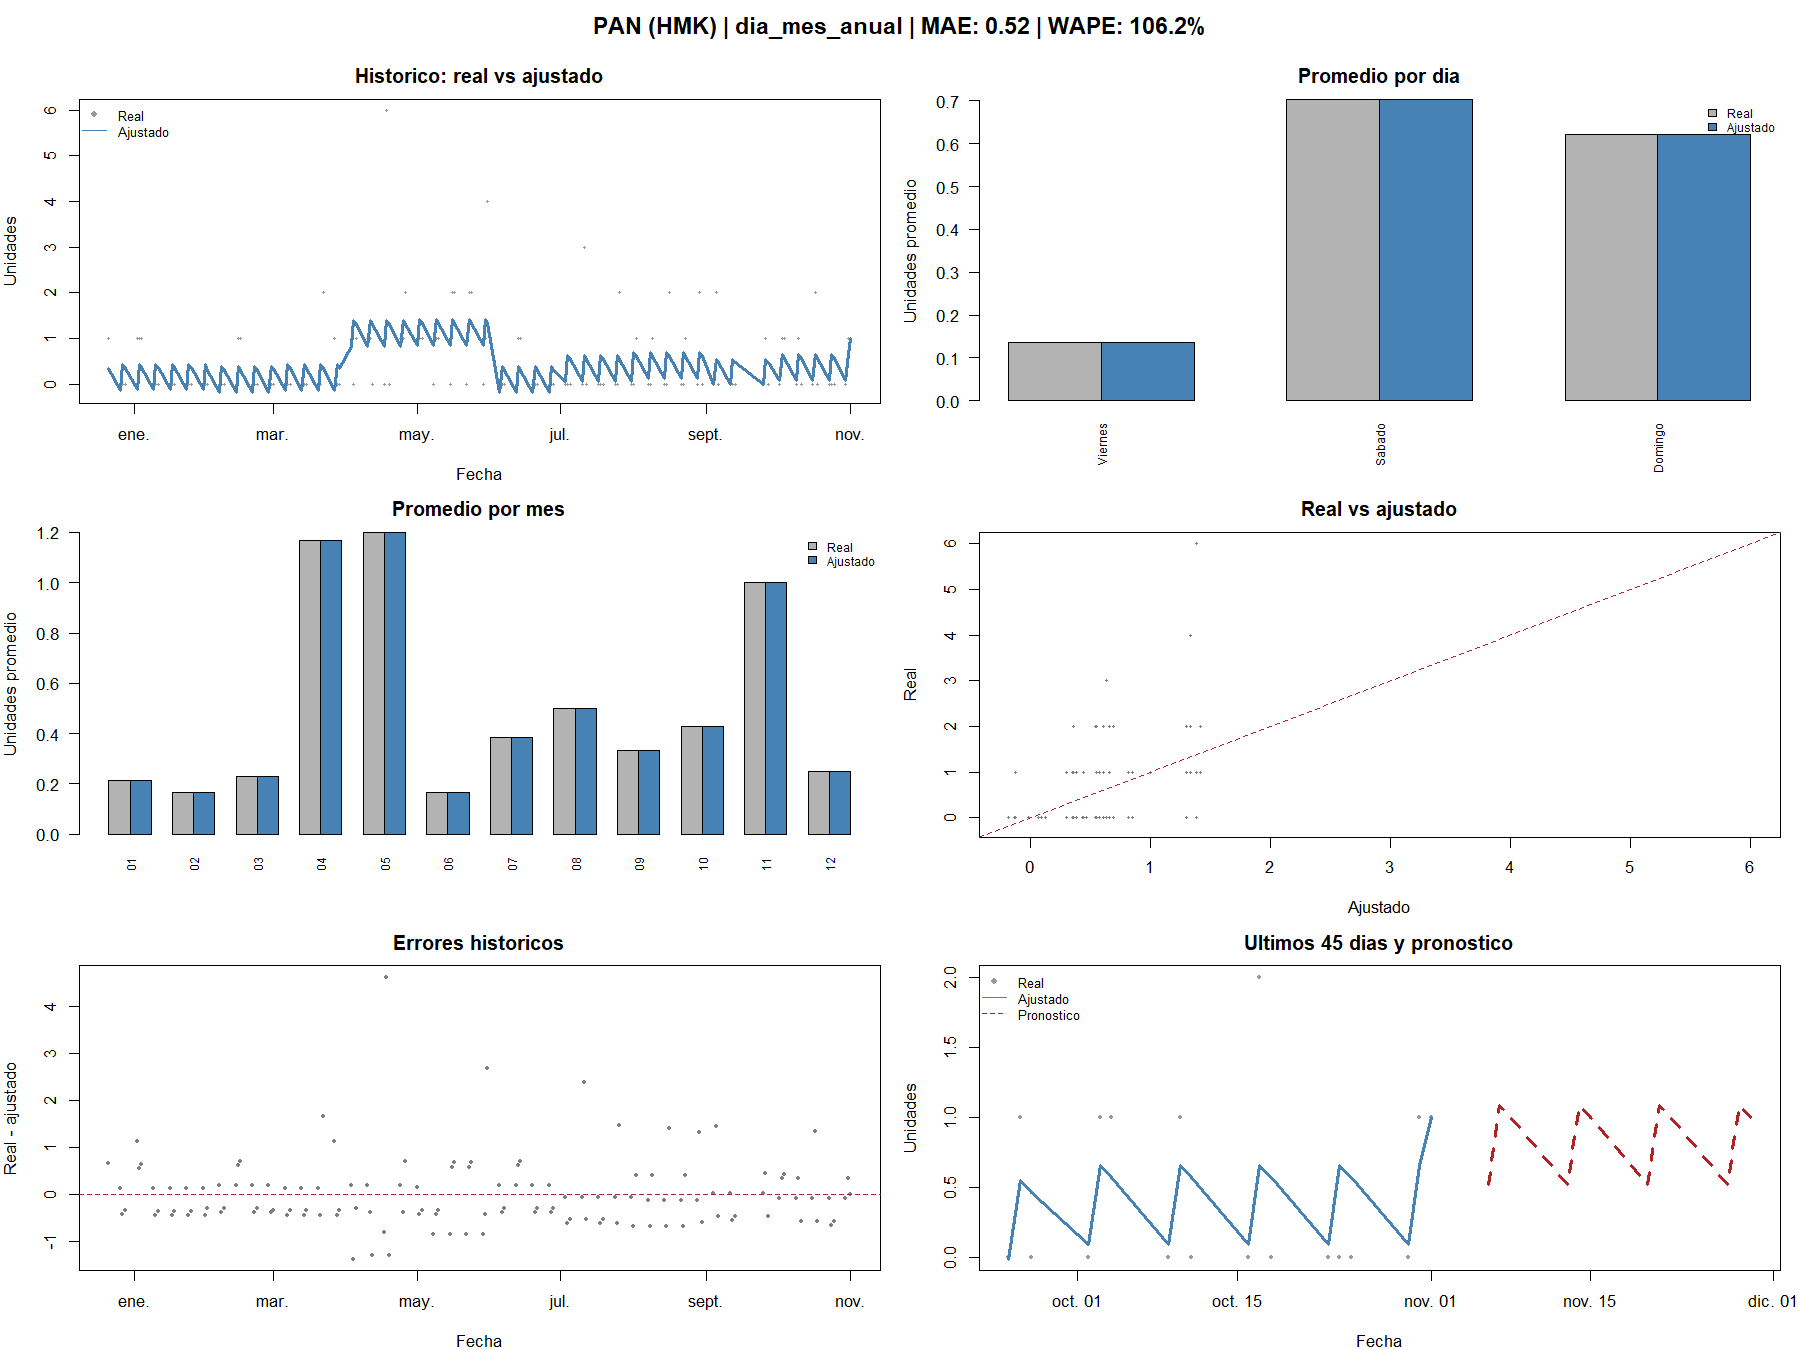 PAN (HMK) | dia_mes_anual | MAE: 0.52 | WAPE: 106.2%
Historico: real vs ajustado
Real
Ajustado
Unidades
0
1
2
3
4
5
6
ene.
mar.
may.
jul.
sept.
nov.
Fecha
Promedio por dia
Real
Ajustado
Unidades promedio
0.0
0.1
0.2
0.3
0.4
0.5
0.6
0.7
Viernes
Sabado
Domingo
Promedio por mes
Real
Ajustado
Unidades promedio
0.0
0.2
0.4
0.6
0.8
1.0
1.2
01
02
03
04
05
06
07
08
09
10
11
12
Real vs ajustado
Real
0
1
2
3
4
5
6
0
1
2
3
4
5
6
Ajustado
Errores historicos
Real - ajustado
-1
0
1
2
3
4
ene.
mar.
may.
jul.
sept.
nov.
Fecha
Ultimos 45 dias y pronostico
Real
Ajustado
Pronostico
Unidades
0.0
0.5
1.0
1.5
2.0
oct. 01
oct. 15
nov. 01
nov. 15
dic. 01
Fecha